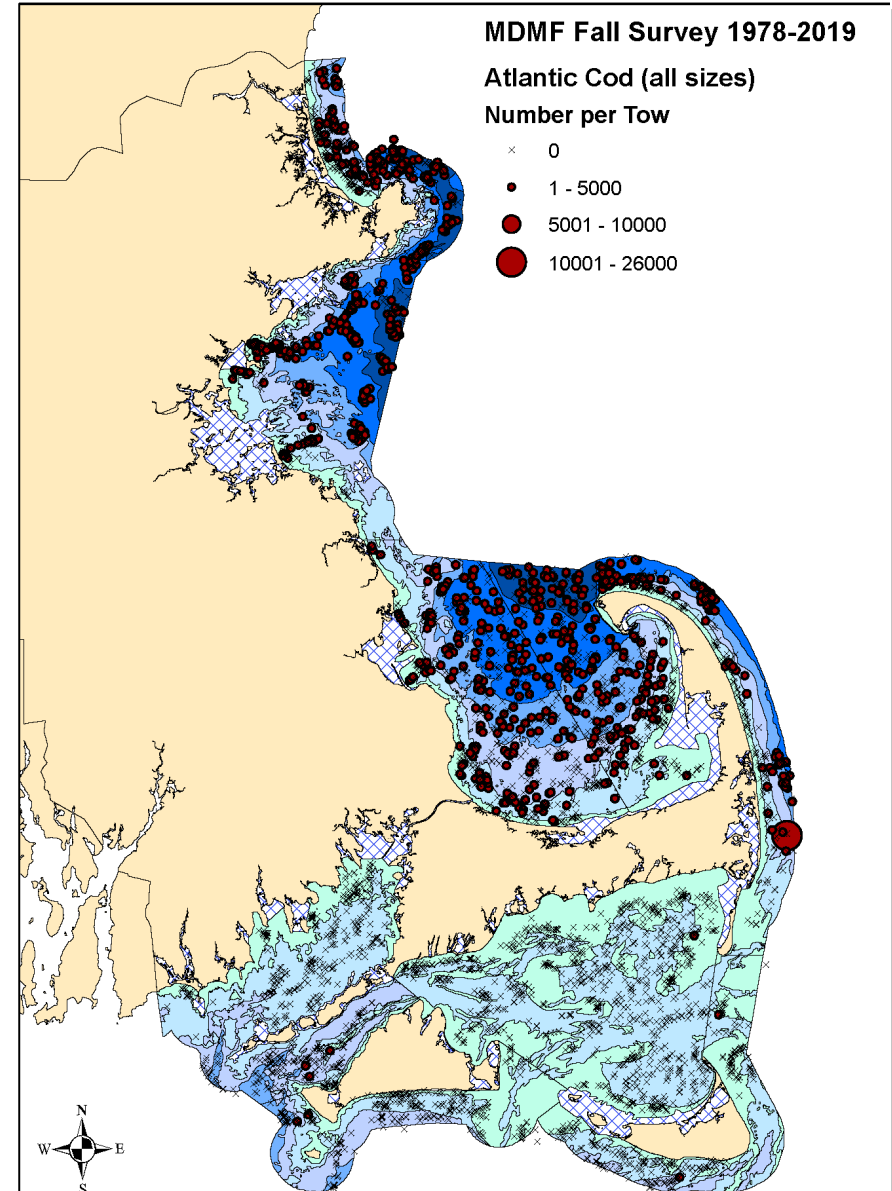 MDMF Fall Survey 1978-2019
Atlantic Cod (all sizes)
Number per Tow
0
1 - 5000
5001 - 10000
10001 - 26000
N
W E
S